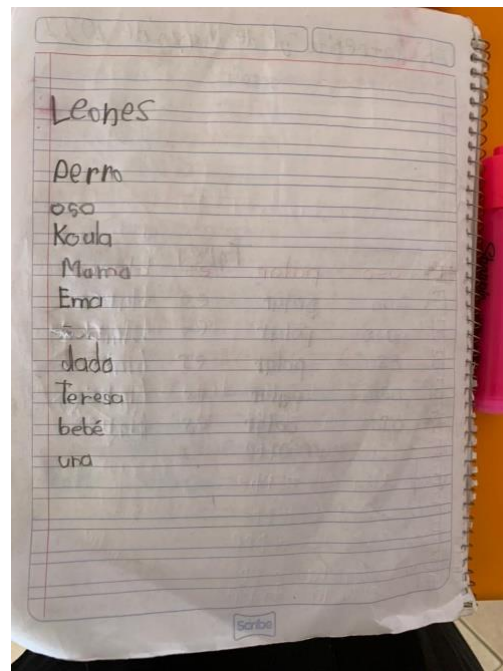 Leones
perro
oso
Koala
Mama
Ema
dado
Teresa
bebé
una
Scribe